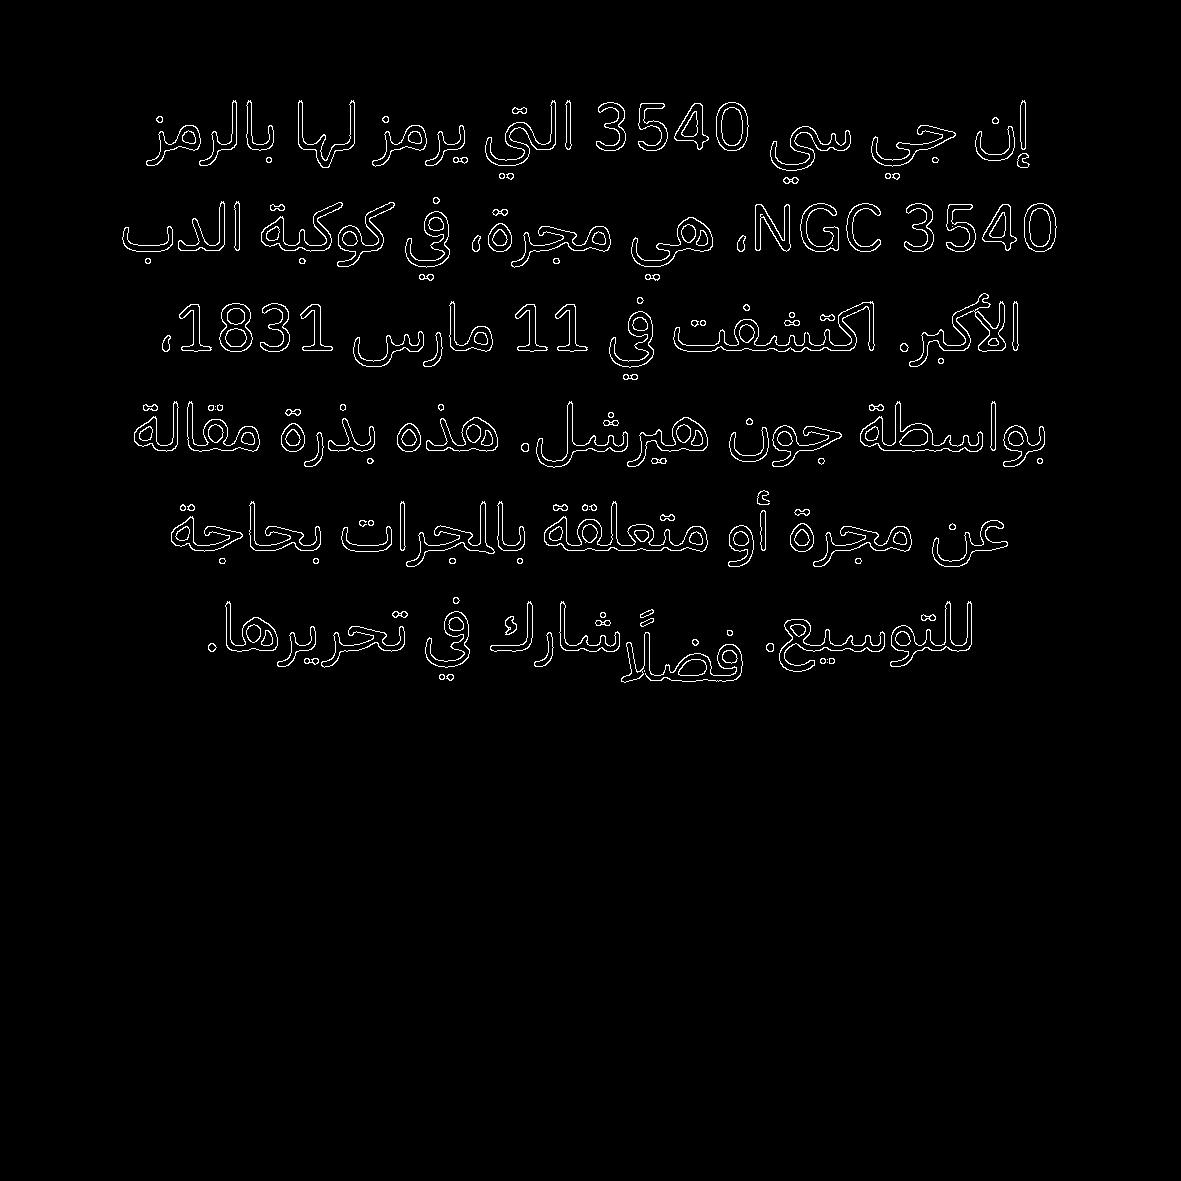 إن جي سي 3540 التي يرمز لها بالرمز
NGC 3540، هي مجرة، في كوكبة الدب
الأكبر. اكتشفت في 11 مارس 1831،
بواسطة جون هيرشل. هذه بذرة مقالة
عن مجرة أو متعلقة بالمجرات بحاجة
للتوسيع. فضلًا شارك في تحريرها.